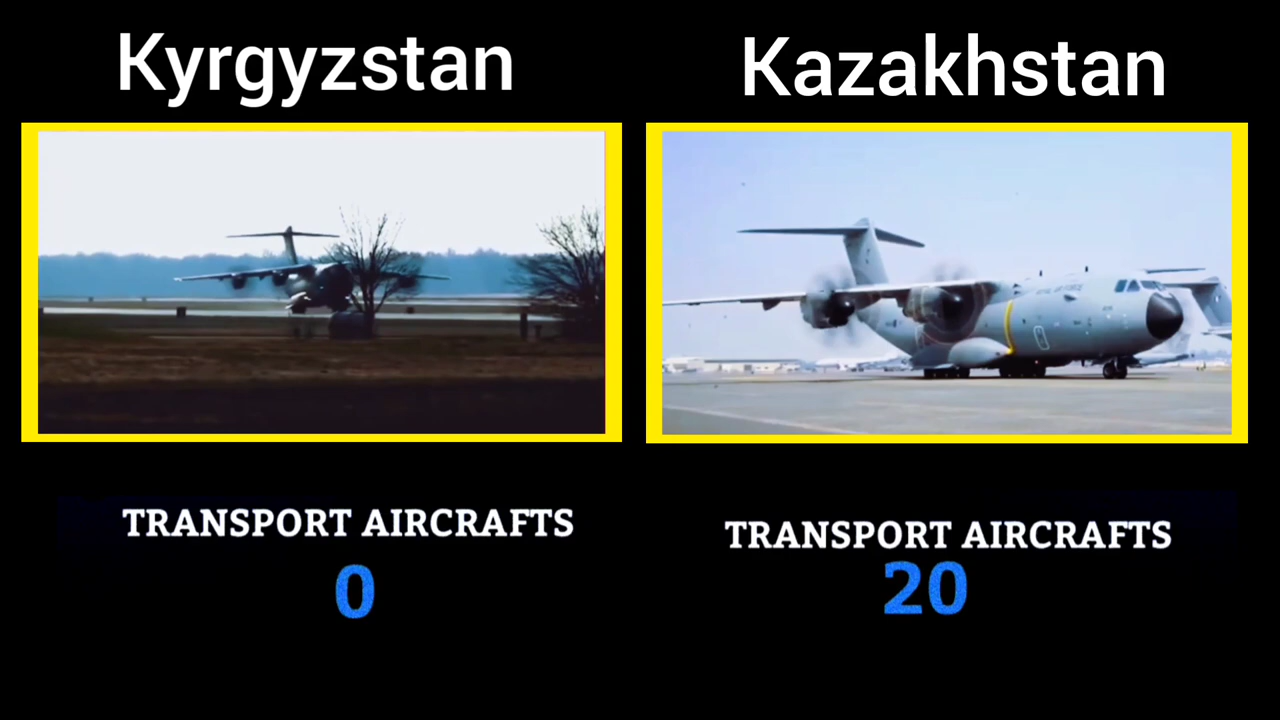 Kyrgyzstan
Kazakhstan
TRANSPORT AIRCRAFTS
0
TRANSPORT AIRCRAFTS
20